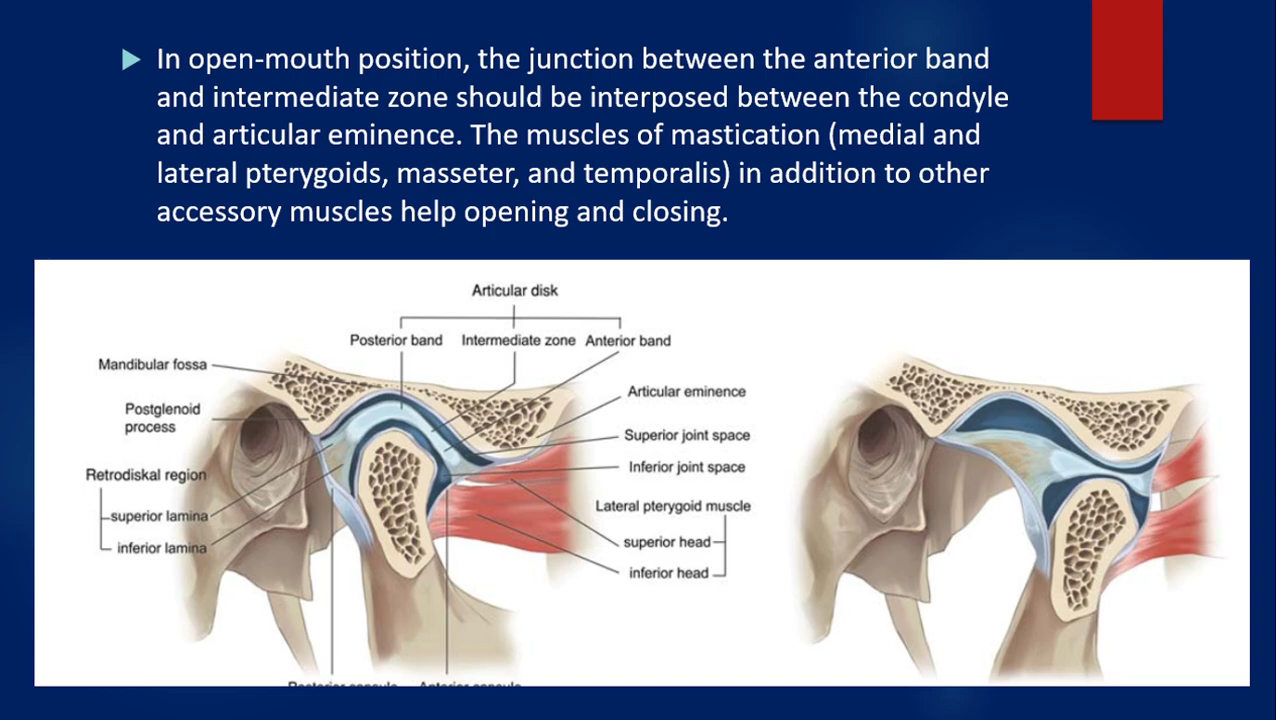 In open-mouth position, the junction between the anterior band
and intermediate zone should be interposed between the condyle
and articular eminence. The muscles of mastication (medial and
lateral pterygoids, masseter, and temporalis) in addition to other
accessory muscles help opening and closing.
Articular disk
Posterior band Intermediate zone Anterior band
Mandibular fossa
Articular eminence
Postglenoid
process
Superior joint space
Inferior joint space
Retrodiskal region
superior lamina
inferior lamina
Lateral pterygoid muscle
superior head
inferior head
Posterior capsule Anterior capsule